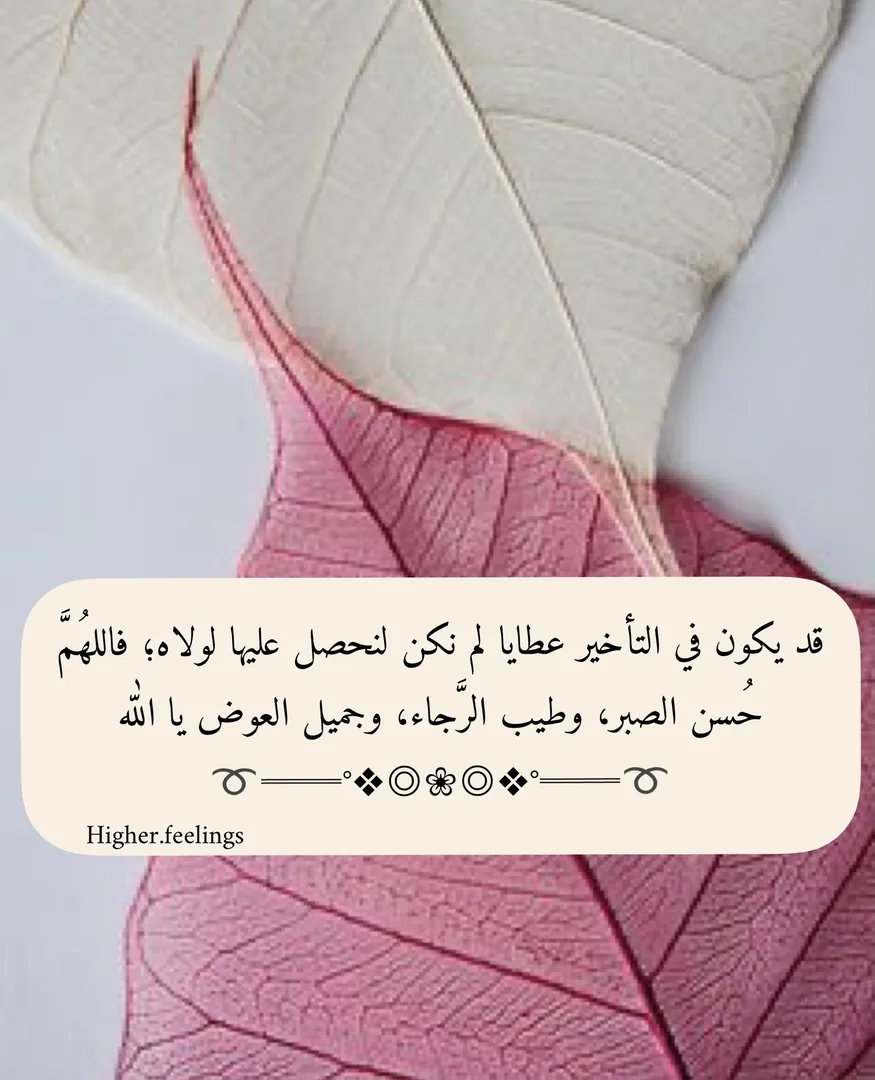 قد يكون في التأخير عطايا لم نكن لنحصل عليها لولاه؛ فاللهُمَّ
حُسن الصبر، وطيب الرَّجاء، وجميل العوض يا الله
➰═════°❖◎❀◎❖°═════➰
Higher.feelings